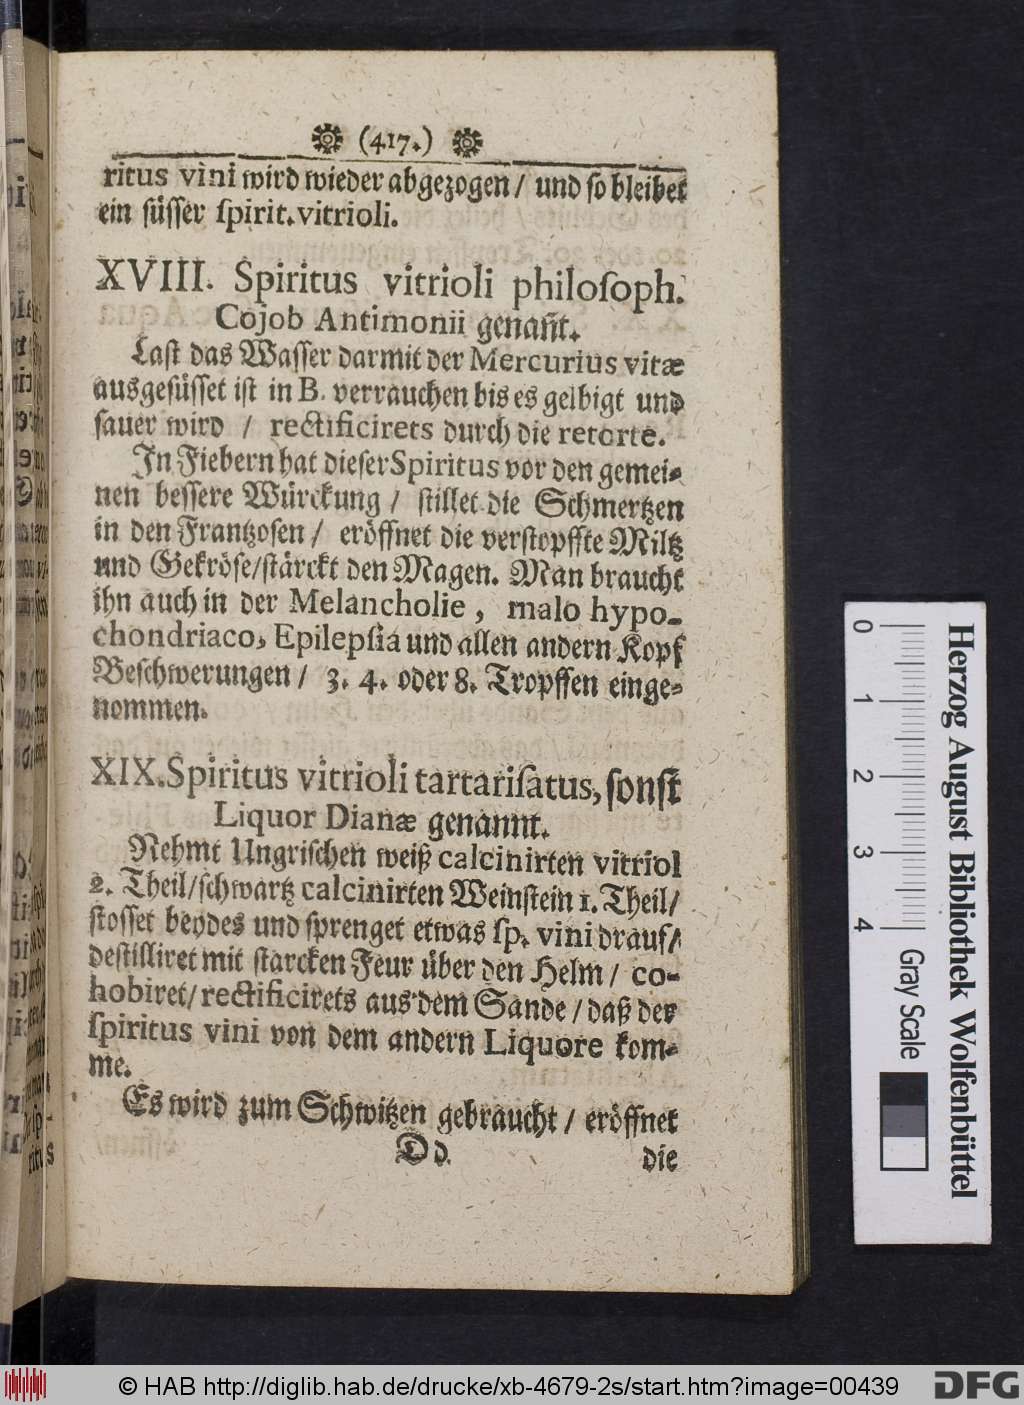 (417.)
ritus vini wird wieder abgezogen / und so bleibet
ein süsser spirit. vitrioli.
XVIII. Spiritus vitrioli philosoph.
Cojob Antimonii genañt.
Last das Wasser darmit der Mercurius vitæ
ausgesüsset ist in B. verrauchen bis es gelbigt und
sauer wird / rectificirets durch die retorte.
In Fiebern hat dieser Spiritus vor den gemei-
nen bessere Würckung / stillet die Schmertzen
in den Frantzosen / eröffnet die verstopffte Miltz
und Gekröse / stärckt den Magen. Man braucht
ihn auch in der Melancholie, malo hypo-
chondriaco, Epilepsia und allen andern Kopf
Beschwerungen / 3. 4. oder 8. Tropffen einge-
nommen.
XIX. Spiritus vitrioli tartarisatus, sonst
Liquor Dianæ genannt.
Nehmt Ungrischen weiß calcinirten vitriol
2. Theil / schwartz calcinirten Weinstein 1. Theil /
stosset beydes und sprenget etwas sp. vini drauf /
destilliret mit starcken Feur über den Helm / co-
hobiret / rectificirets aus dem Sande / daß der
spiritus vini von dem andern Liquore kom-
me.
Es wird zum Schwitzen gebraucht / eröffnet
Dd
die
0 1 2 3 4
Gray Scale
Herzog August Bibliothek Wolfenbüttel
© HAB http://diglib.hab.de/drucke/xb-4679-2s/start.htm?image=00439
DFG